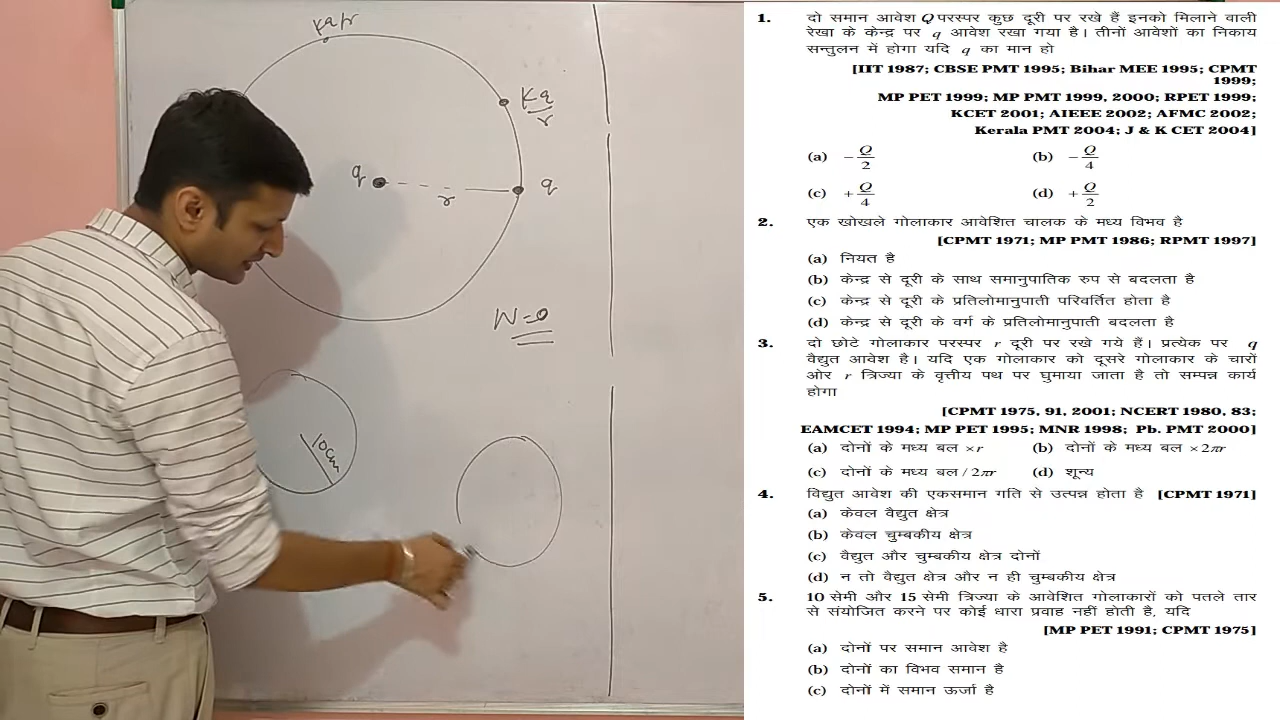 Kq/r
Kq
r
q
q
r
W=0
10cm
1. दो समान आवेश Q परस्पर कुछ दूरी पर रखे हैं इनको मिलाने वाली
रेखा के केन्द्र पर q आवेश रखा गया है। तीनों आवेशों का निकाय
सन्तुलन में होगा यदि q का मान हो
[IIT 1987; CBSE PMT 1995; Bihar MEE 1995; CPMT
1999;
MP PET 1999; MP PMT 1999, 2000; RPET 1999;
KCET 2001; AIEEE 2002; AFMC 2002;
Kerala PMT 2004; J & K CET 2004]
(a) −Q/2 (b) −Q/4
(c) +Q/4 (d) +Q/2
2. एक खोखले गोलाकार आवेशित चालक के मध्य विभव है
[CPMT 1971; MP PMT 1986; RPMT 1997]
(a) नियत है
(b) केन्द्र से दूरी के साथ समानुपातिक रुप से बदलता है
(c) केन्द्र से दूरी के प्रतिलोमानुपाती परिवर्तित होता है
(d) केन्द्र से दूरी के वर्ग के प्रतिलोमानुपाती बदलता है
3. दो छोटे गोलाकार परस्पर r दूरी पर रखे गये हैं। प्रत्येक पर q
वैद्युत आवेश है। यदि एक गोलाकार को दूसरे गोलाकार के चारों
ओर r त्रिज्या के वृत्तीय पथ पर घुमाया जाता है तो सम्पन्न कार्य
होगा
[CPMT 1975, 91, 2001; NCERT 1980, 83;
EAMCET 1994; MP PET 1995; MNR 1998; Pb. PMT 2000]
(a) दोनों के मध्य बल ×r (b) दोनों के मध्य बल ×2πr
(c) दोनों के मध्य बल / 2πr (d) शून्य
4. विद्युत आवेश की एकसमान गति से उत्पन्न होता है [CPMT 1971]
(a) केवल वैद्युत क्षेत्र
(b) केवल चुम्बकीय क्षेत्र
(c) वैद्युत और चुम्बकीय क्षेत्र दोनों
(d) न तो वैद्युत क्षेत्र और न ही चुम्बकीय क्षेत्र
5. 10 सेमी और 15 सेमी त्रिज्या के आवेशित गोलाकारों को पतले तार
से संयोजित करने पर कोई धारा प्रवाह नहीं होती है, यदि
[MP PET 1991; CPMT 1975]
(a) दोनों पर समान आवेश है
(b) दोनों का विभव समान है
(c) दोनों में समान ऊर्जा है